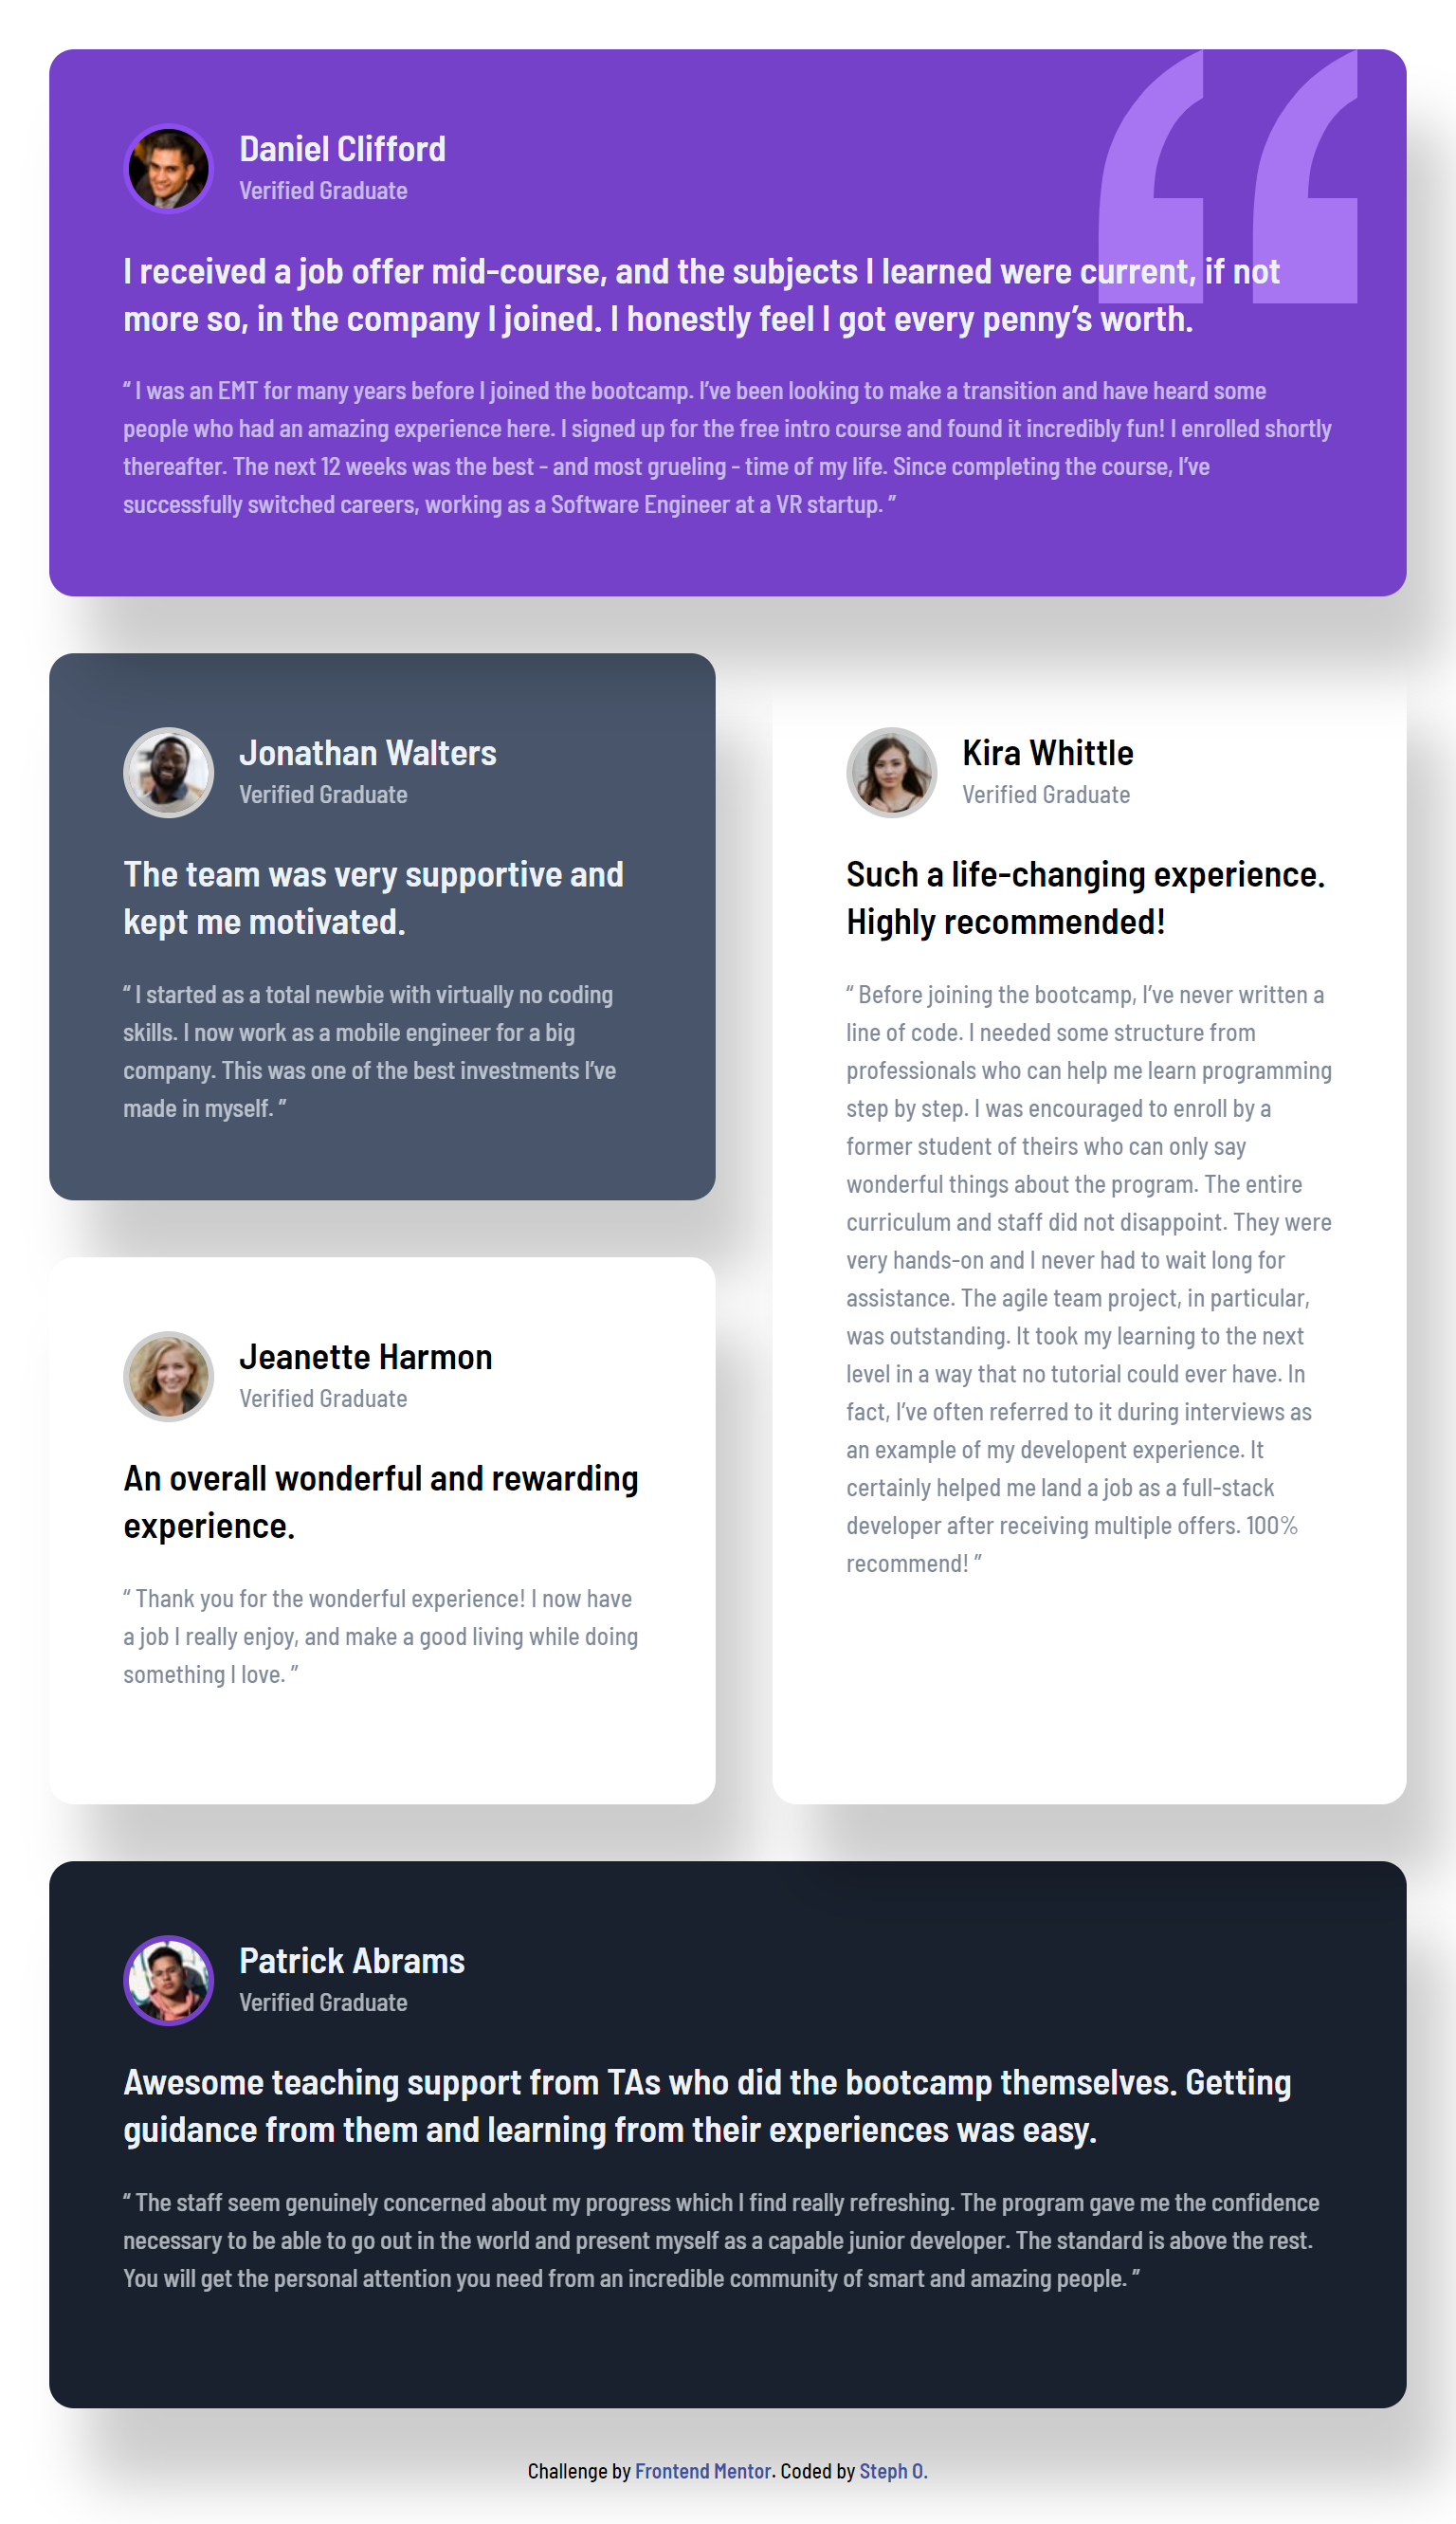 Daniel Clifford
Verified Graduate
I received a job offer mid-course, and the subjects I learned were current, if not
more so, in the company I joined. I honestly feel I got every penny’s worth.
“ I was an EMT for many years before I joined the bootcamp. I’ve been looking to make a transition and have heard some
people who had an amazing experience here. I signed up for the free intro course and found it incredibly fun! I enrolled shortly
thereafter. The next 12 weeks was the best - and most grueling - time of my life. Since completing the course, I’ve
successfully switched careers, working as a Software Engineer at a VR startup. ”
Jonathan Walters
Verified Graduate
The team was very supportive and
kept me motivated.
“ I started as a total newbie with virtually no coding
skills. I now work as a mobile engineer for a big
company. This was one of the best investments I’ve
made in myself. ”
Kira Whittle
Verified Graduate
Such a life-changing experience.
Highly recommended!
“ Before joining the bootcamp, I’ve never written a
line of code. I needed some structure from
professionals who can help me learn programming
step by step. I was encouraged to enroll by a
former student of theirs who can only say
wonderful things about the program. The entire
curriculum and staff did not disappoint. They were
very hands-on and I never had to wait long for
assistance. The agile team project, in particular,
was outstanding. It took my learning to the next
level in a way that no tutorial could ever have. In
fact, I’ve often referred to it during interviews as
an example of my developent experience. It
certainly helped me land a job as a full-stack
developer after receiving multiple offers. 100%
recommend! ”
Jeanette Harmon
Verified Graduate
An overall wonderful and rewarding
experience.
“ Thank you for the wonderful experience! I now have
a job I really enjoy, and make a good living while doing
something I love. ”
Patrick Abrams
Verified Graduate
Awesome teaching support from TAs who did the bootcamp themselves. Getting
guidance from them and learning from their experiences was easy.
“ The staff seem genuinely concerned about my progress which I find really refreshing. The program gave me the confidence
necessary to be able to go out in the world and present myself as a capable junior developer. The standard is above the rest.
You will get the personal attention you need from an incredible community of smart and amazing people. ”
Challenge by Frontend Mentor. Coded by Steph O.